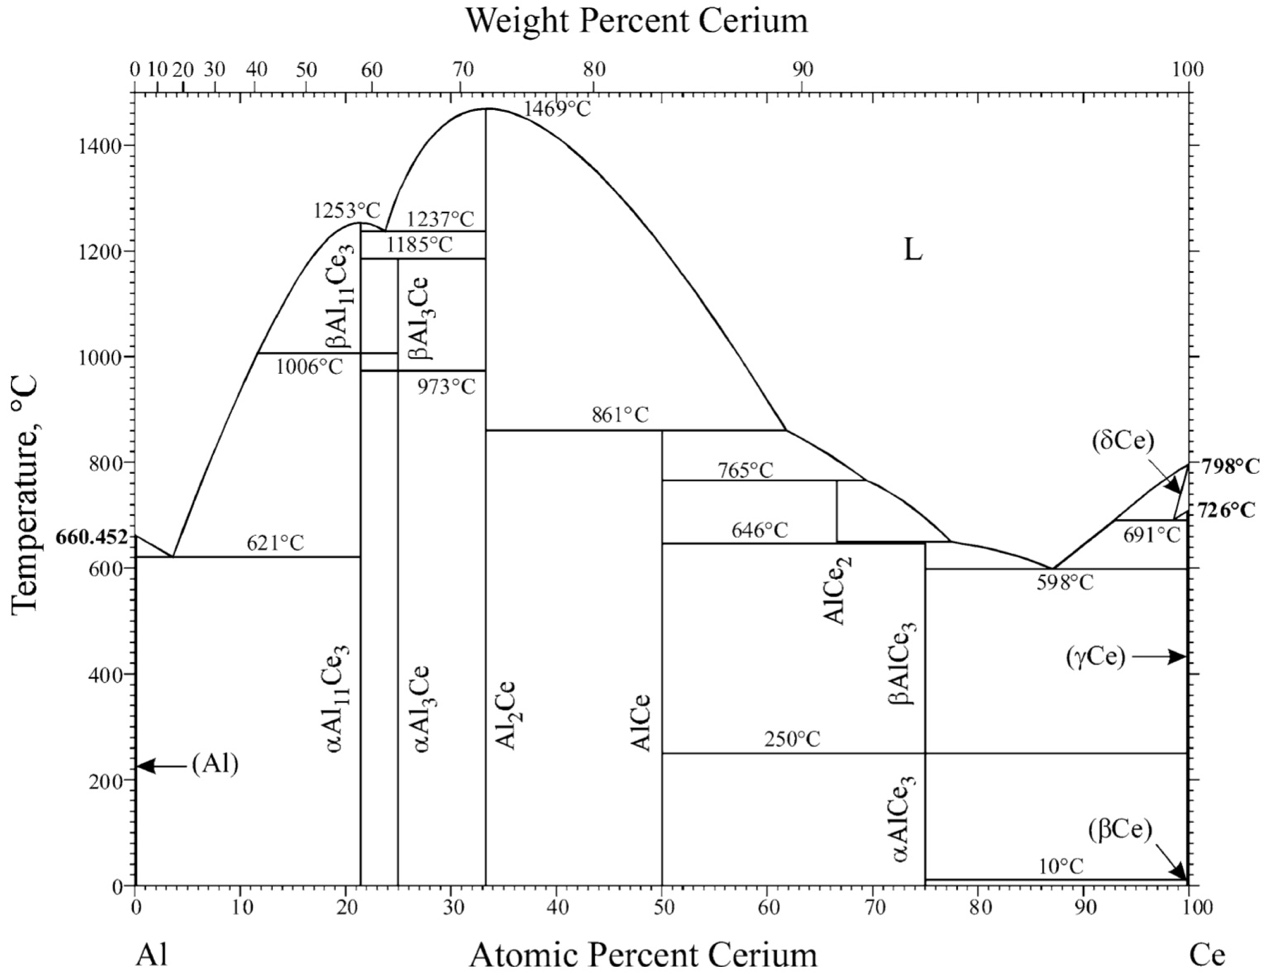 Weight Percent Cerium
0 10 20 30 40 50 60 70 80 90 100
1469°C
1400
1253°C 1237°C
1185°C
1200
L
βAl11Ce3
βAl3Ce
1006°C
1000
973°C
861°C
(δCe)
800
765°C
798°C
726°C
646°C
691°C
660.452
621°C
600
598°C
AlCe2
βAlCe3
(γCe)
αAl11Ce3
αAl3Ce
Al2Ce
AlCe
400
250°C
(Al)
200
αAlCe3
(βCe)
10°C
0
Temperature, °C
0 10 20 30 40 50 60 70 80 90 100
Al Atomic Percent Cerium Ce